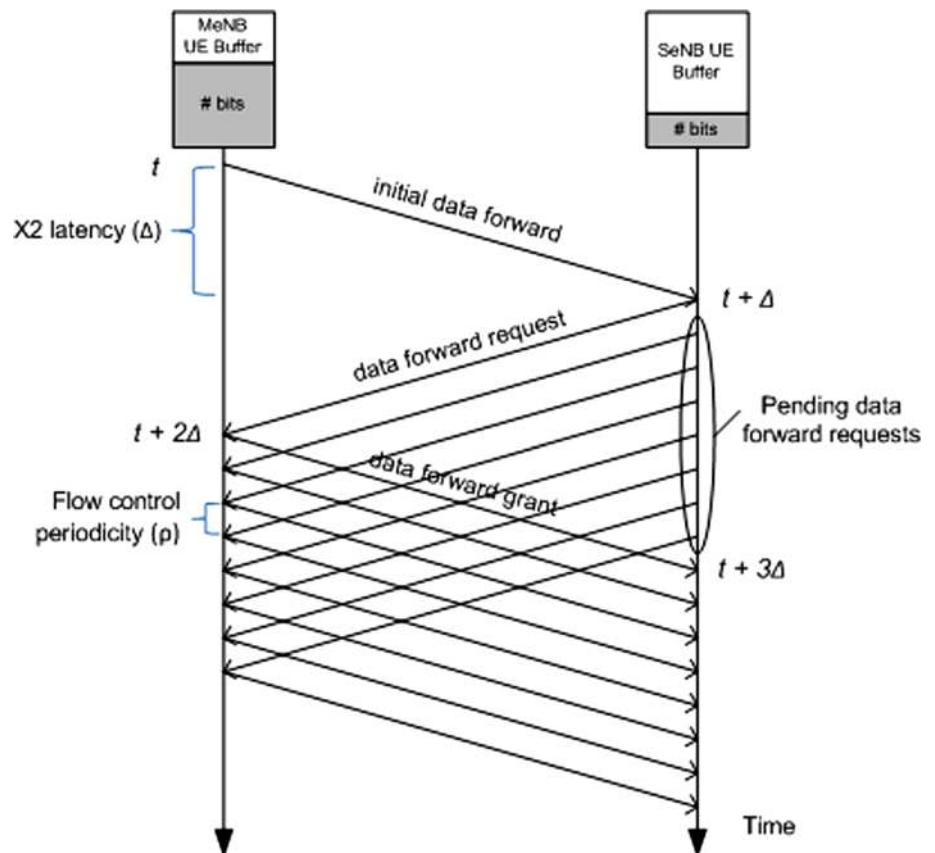 MeNB
UE Buffer
# bits
SeNB UE
Buffer
# bits
t
X2 latency (Δ)
initial data forward
t + Δ
data forward request
Pending data
forward requests
t + 2Δ
data forward grant
Flow control
periodicity (ρ)
t + 3Δ
Time